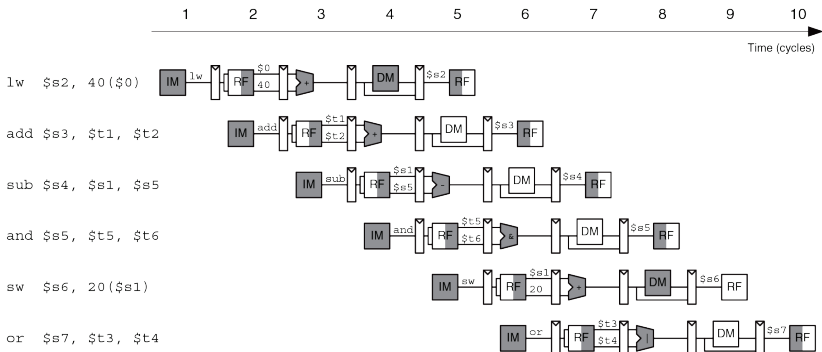 1 2 3 4 5 6 7 8 9 10
Time (cycles)
lw $s2, 40($0) IM lw RF $0 40 + DM $s2 RF
add $s3, $t1, $t2 IM add RF $t1 $t2 + DM $s3 RF
sub $s4, $s1, $s5 IM sub RF $s1 $s5 - DM $s4 RF
and $s5, $t5, $t6 IM and RF $t5 $t6 & DM $s5 RF
sw $s6, 20($s1) IM sw RF $s1 20 + DM $s6 RF
or $s7, $t3, $t4 IM or RF $t3 $t4 | DM $s7 RF